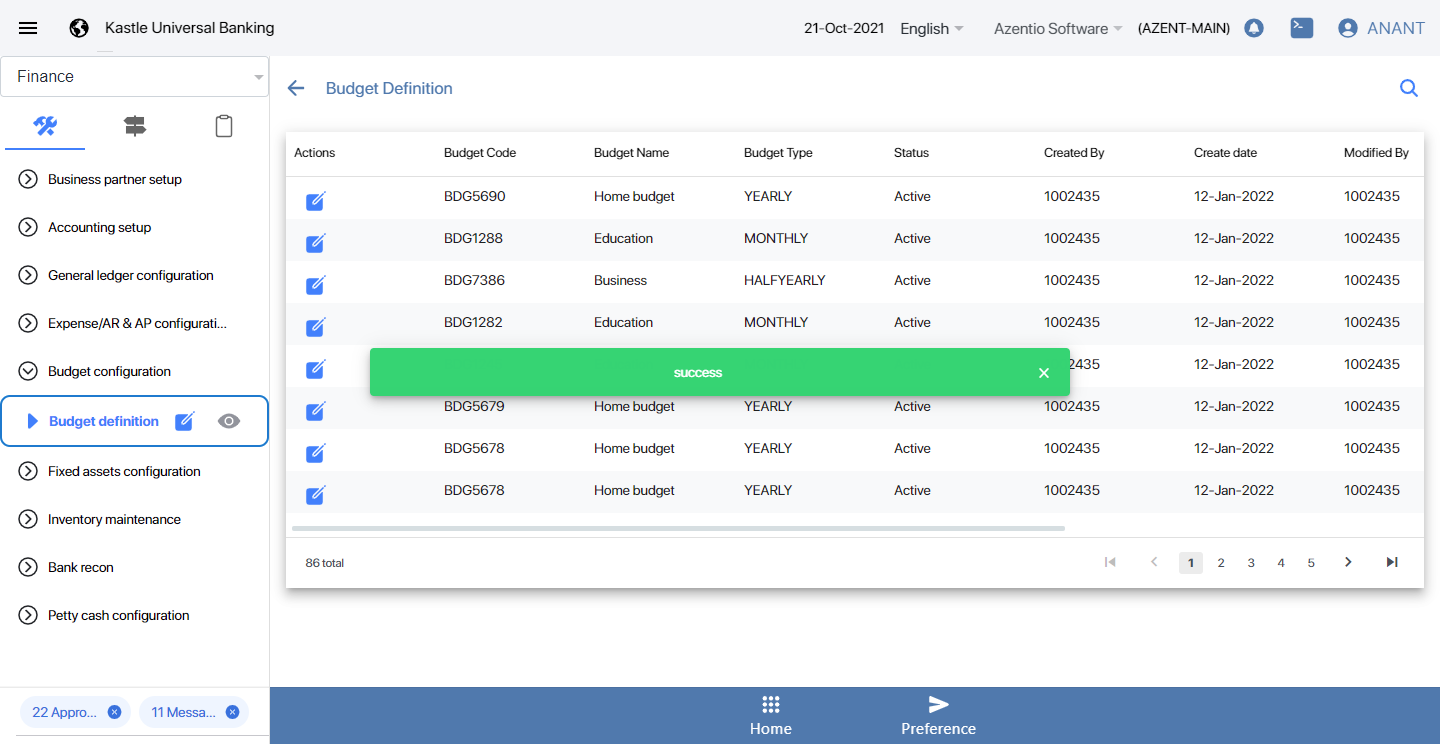 Kastle Universal Banking
21-Oct-2021 English Azentio Software (AZENT-MAIN) ANANT
Finance
Business partner setup
Accounting setup
General ledger configuration
Expense/AR & AP configurati...
Budget configuration
Budget definition
Fixed assets configuration
Inventory maintenance
Bank recon
Petty cash configuration
22 Appro... 11 Messa...
Budget Definition
Actions Budget Code Budget Name Budget Type Status Created By Create date Modified By
BDG5690 Home budget YEARLY Active 1002435 12-Jan-2022 1002435
BDG1288 Education MONTHLY Active 1002435 12-Jan-2022 1002435
BDG7386 Business HALFYEARLY Active 1002435 12-Jan-2022 1002435
BDG1282 Education MONTHLY Active 1002435 12-Jan-2022 1002435
success
12-Jan-2022 1002435
BDG5679 Home budget YEARLY Active 1002435 12-Jan-2022 1002435
BDG5678 Home budget YEARLY Active 1002435 12-Jan-2022 1002435
BDG5678 Home budget YEARLY Active 1002435 12-Jan-2022 1002435
86 total 1 2 3 4 5
Home Preference